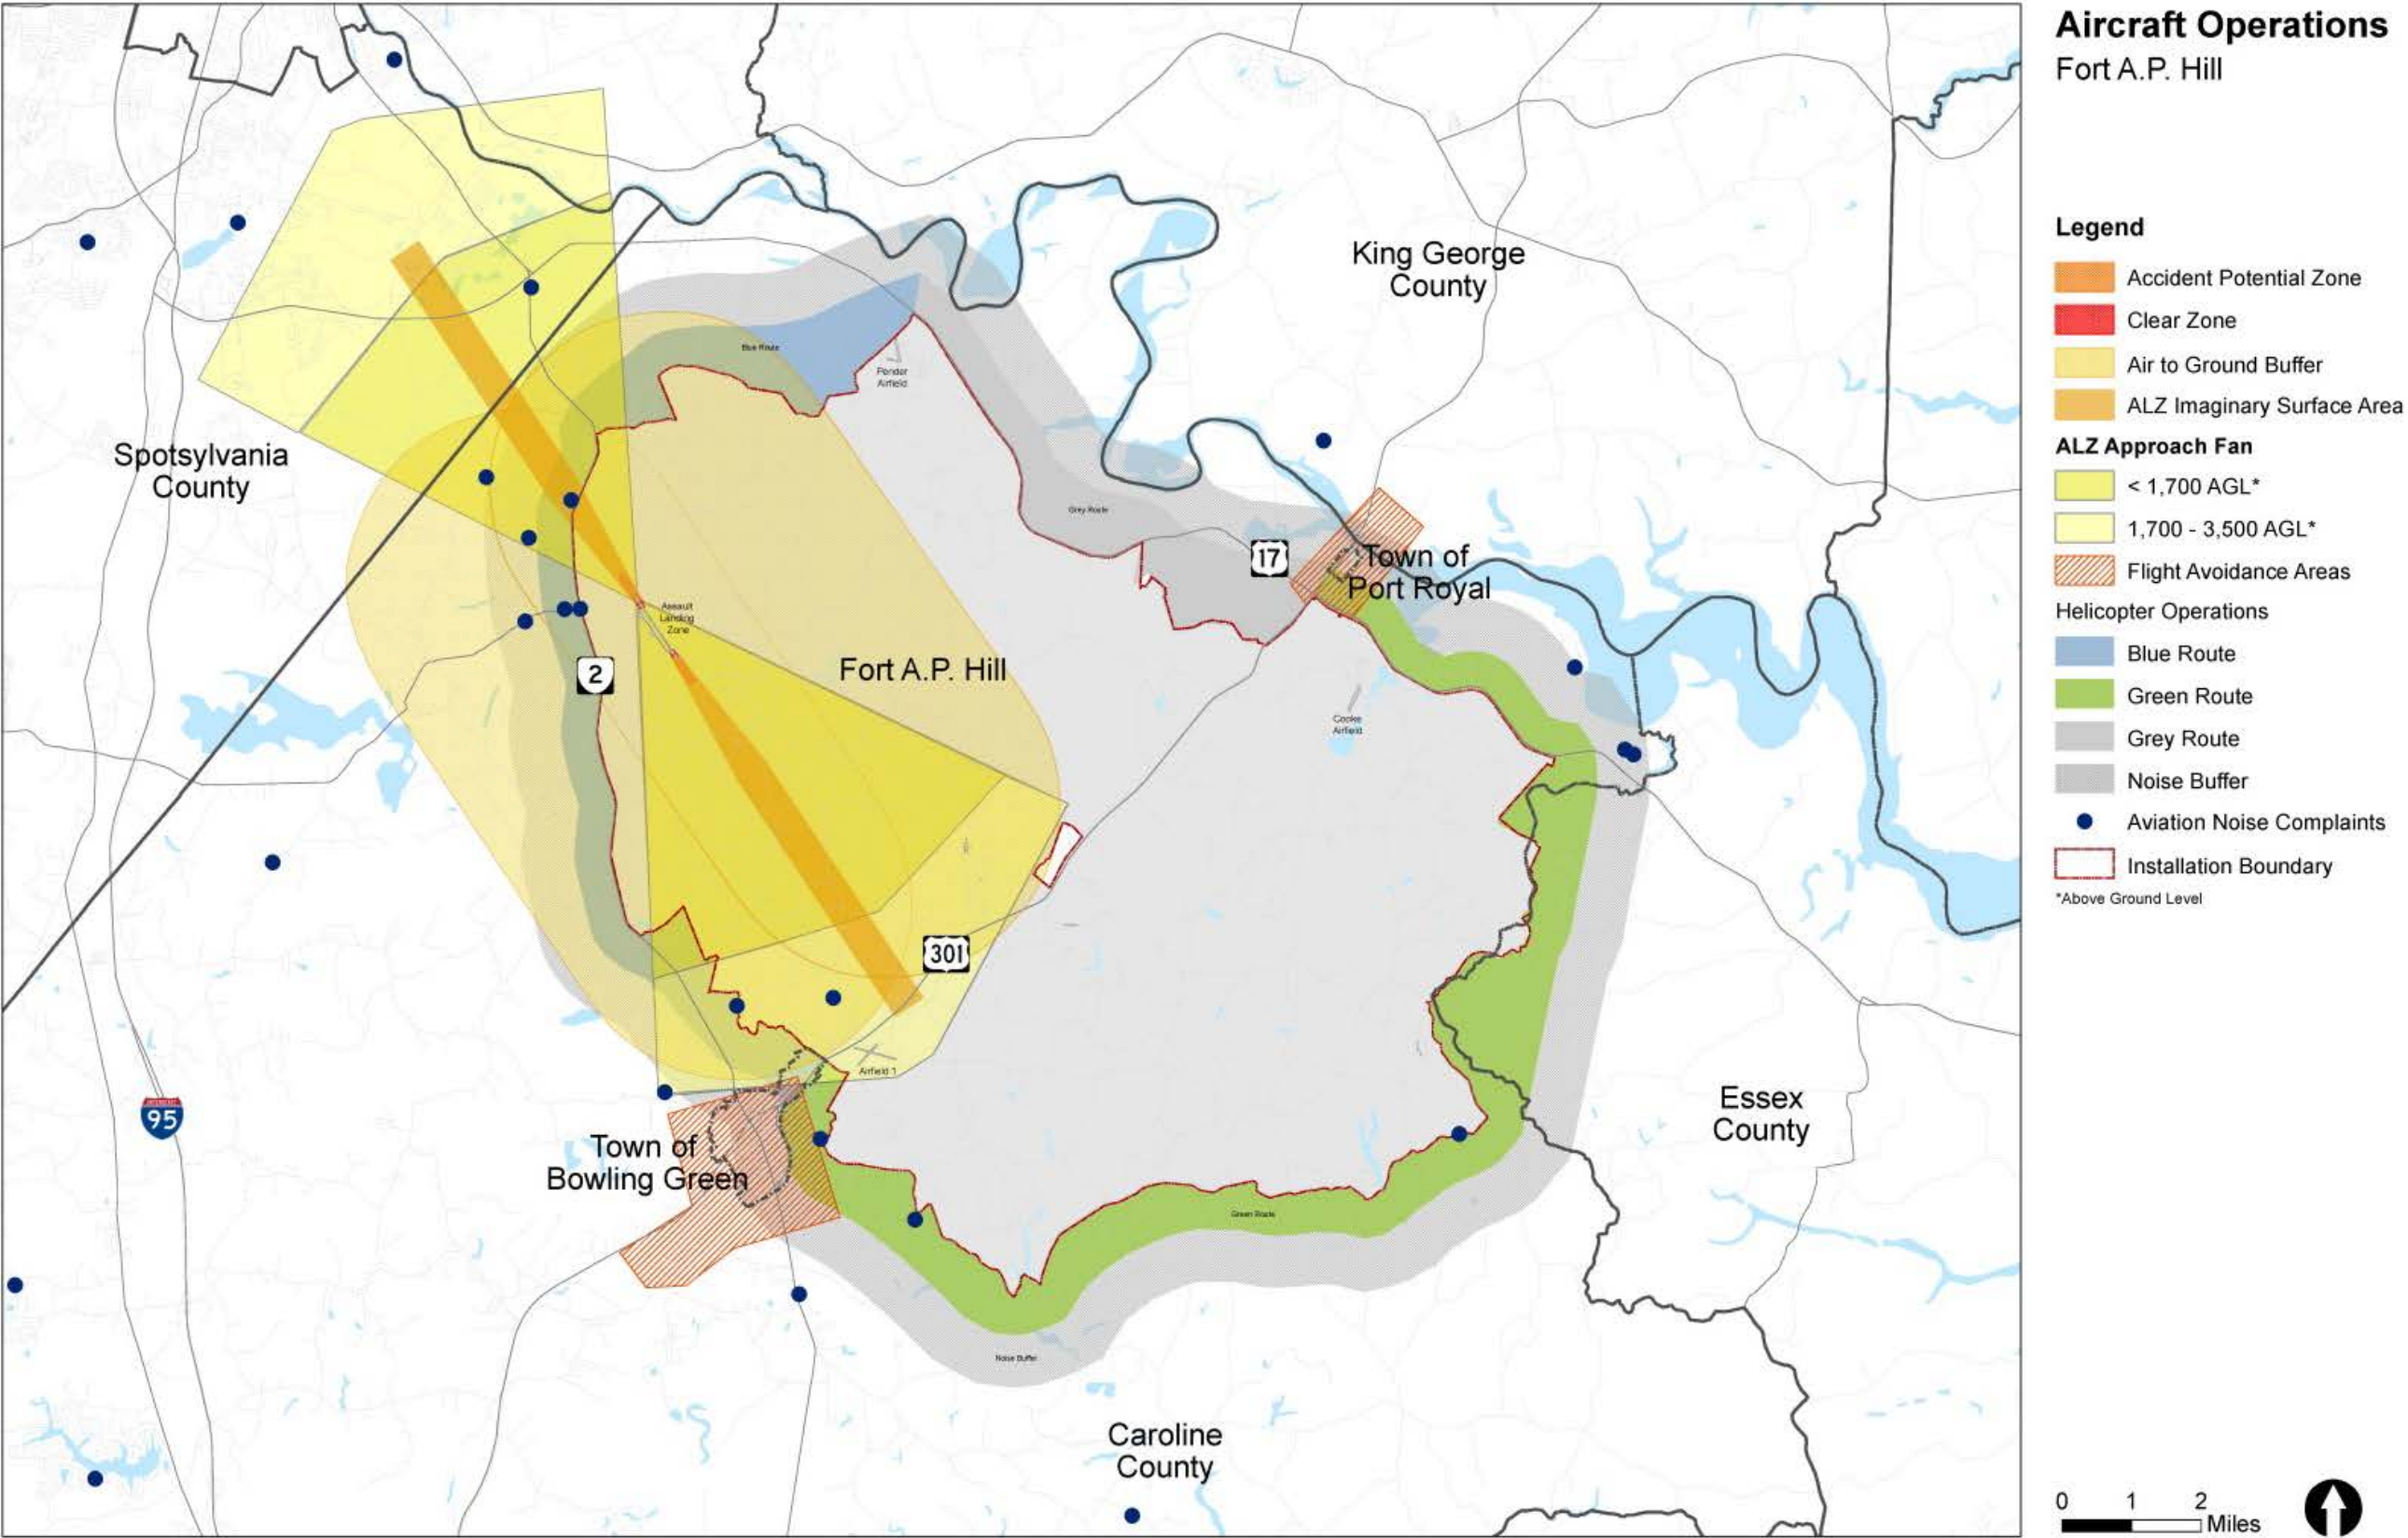 Aircraft Operations
Fort A.P. Hill
Legend
Accident Potential Zone
Clear Zone
Air to Ground Buffer
ALZ Imaginary Surface Area
ALZ Approach Fan
< 1,700 AGL*
1,700 - 3,500 AGL*
Flight Avoidance Areas
Helicopter Operations
Blue Route
Green Route
Grey Route
Noise Buffer
Aviation Noise Complaints
Installation Boundary
*Above Ground Level
0 1 2
Miles
King George
County
Blue Route
Pender
Airfield
Spotsylvania
County
Grey Route
17
Town of
Port Royal
Assault
Landing
Zone
2
Fort A.P. Hill
Cooke
Airfield
301
Airfield 1
INTERSTATE
95
Town of
Bowling Green
Essex
County
Green Route
Noise Buffer
Caroline
County